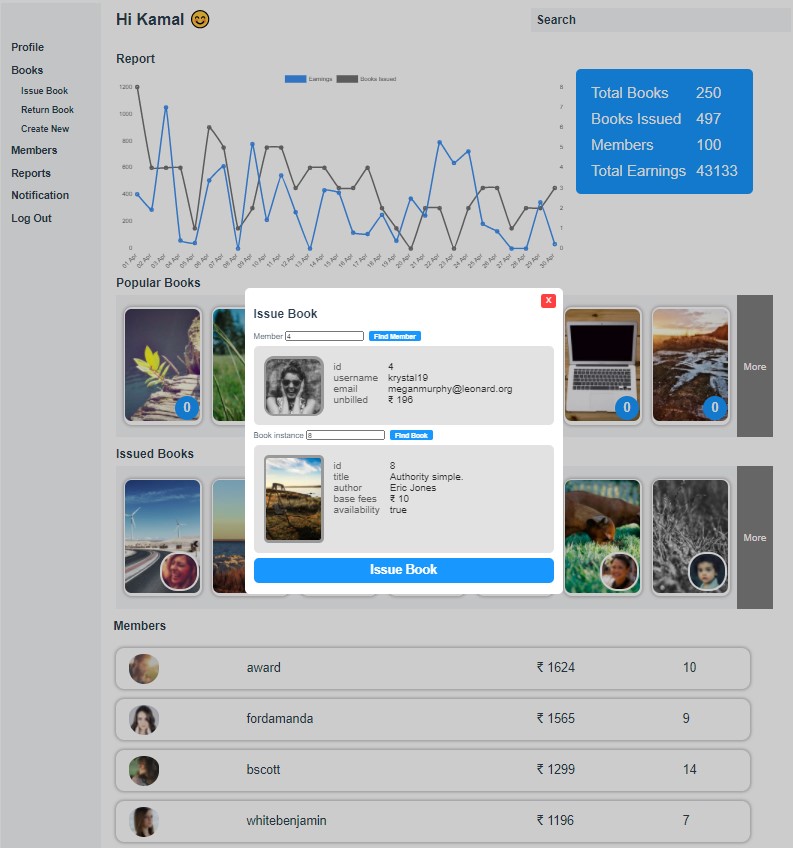 Hi Kamal 😊
Search
Profile
Books
Issue Book
Return Book
Create New
Members
Reports
Notification
Log Out
Report
Earnings Books Issued
1200
1000
800
600
400
200
0
8
7
6
5
4
3
2
1
0
01 Apr 02 Apr 03 Apr 04 Apr 05 Apr 06 Apr 07 Apr 08 Apr 09 Apr 10 Apr 11 Apr 12 Apr 13 Apr 14 Apr 15 Apr 16 Apr 17 Apr 18 Apr 19 Apr 20 Apr 21 Apr 22 Apr 23 Apr 24 Apr 25 Apr 26 Apr 27 Apr 28 Apr 29 Apr 30 Apr
Total Books 250
Books Issued 497
Members 100
Total Earnings 43133
Popular Books
0
0
0
More
X
Issue Book
Member 4 Find Member
id 4
username krystal19
email meganmurphy@leonard.org
unbilled ₹ 196
Book instance 8 Find Book
id 8
title Authority simple.
author Eric Jones
base fees ₹ 10
availability true
Issue Book
Issued Books
More
Members
award ₹ 1624 10
fordamanda ₹ 1565 9
bscott ₹ 1299 14
whitebenjamin ₹ 1196 7